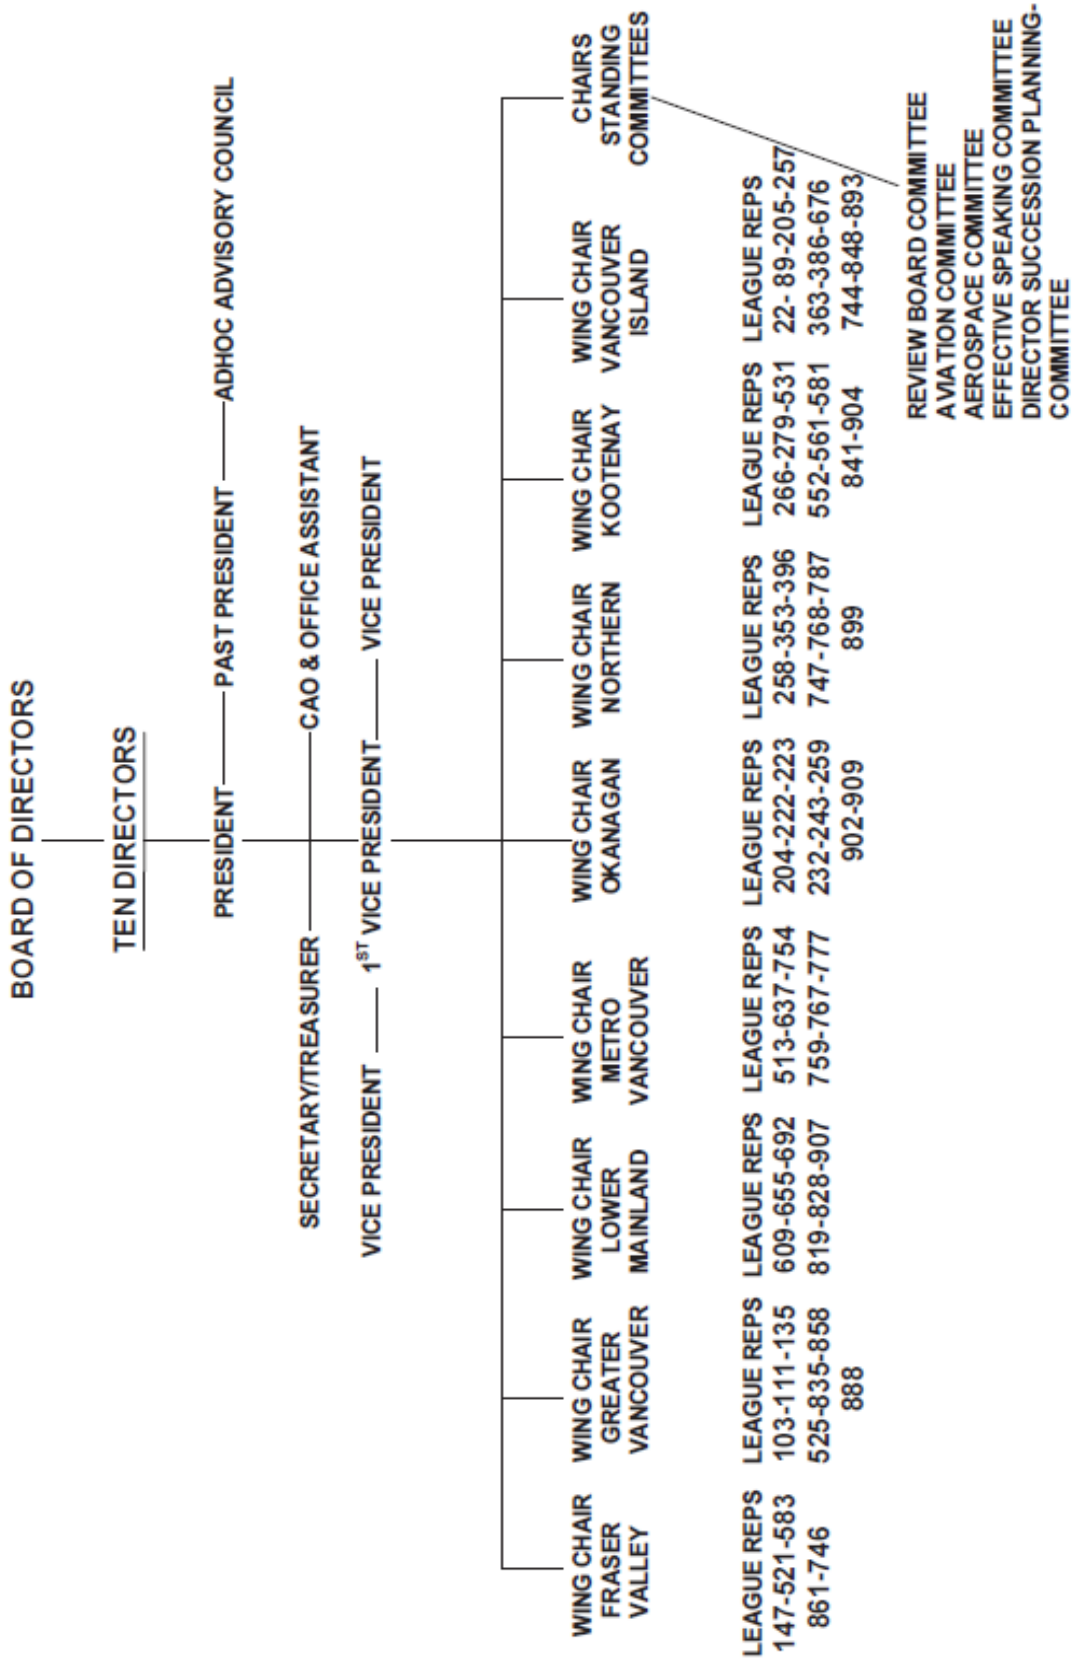 BOARD OF DIRECTORS
TEN DIRECTORS
PRESIDENT PAST PRESIDENT ADHOC ADVISORY COUNCIL
SECRETARY/TREASURER CAO & OFFICE ASSISTANT
VICE PRESIDENT 1ST VICE PRESIDENT VICE PRESIDENT
WING CHAIR
FRASER
VALLEY
WING CHAIR
GREATER
VANCOUVER
WING CHAIR
LOWER
MAINLAND
WING CHAIR
METRO
VANCOUVER
WING CHAIR
OKANAGAN
WING CHAIR
NORTHERN
WING CHAIR
KOOTENAY
WING CHAIR
VANCOUVER
ISLAND
CHAIRS
STANDING
COMMITTEES
LEAGUE REPS
147-521-583
861-746
LEAGUE REPS
103-111-135
525-835-858
888
LEAGUE REPS
609-655-692
819-828-907
LEAGUE REPS
513-637-754
759-767-777
LEAGUE REPS
204-222-223
232-243-259
902-909
LEAGUE REPS
258-353-396
747-768-787
899
LEAGUE REPS
266-279-531
552-561-581
841-904
LEAGUE REPS
22- 89-205-257
363-386-676
744-848-893
REVIEW BOARD COMMITTEE
AVIATION COMMITTEE
AEROSPACE COMMITTEE
EFFECTIVE SPEAKING COMMITTEE
DIRECTOR SUCCESSION PLANNING-
COMMITTEE